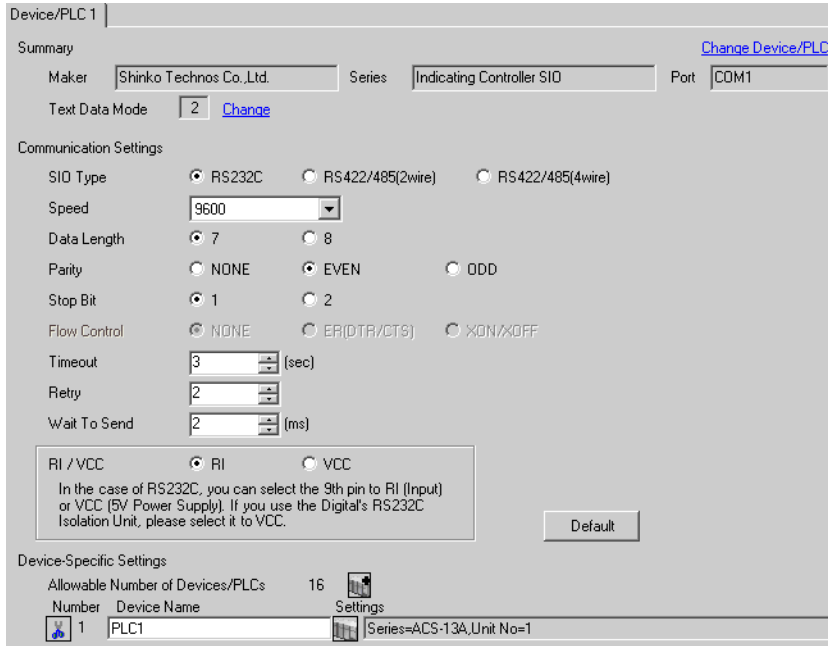 Device/PLC 1
Summary Change Device/PLC
Maker Shinko Technos Co.,Ltd. Series Indicating Controller SIO Port COM1
Text Data Mode 2 Change
Communication Settings
SIO Type RS232C RS422/485(2wire) RS422/485(4wire)
Speed 9600
Data Length 7 8
Parity NONE EVEN ODD
Stop Bit 1 2
Flow Control NONE ER(DTR/CTS) XON/XOFF
Timeout 3 (sec)
Retry 2
Wait To Send 2 (ms)
RI / VCC RI VCC
In the case of RS232C, you can select the 9th pin to RI (Input)
or VCC (5V Power Supply). If you use the Digital's RS232C
Isolation Unit, please select it to VCC.
Default
Device-Specific Settings
Allowable Number of Devices/PLCs 16
Number Device Name Settings
1 PLC1 Series=ACS-13A,Unit No=1